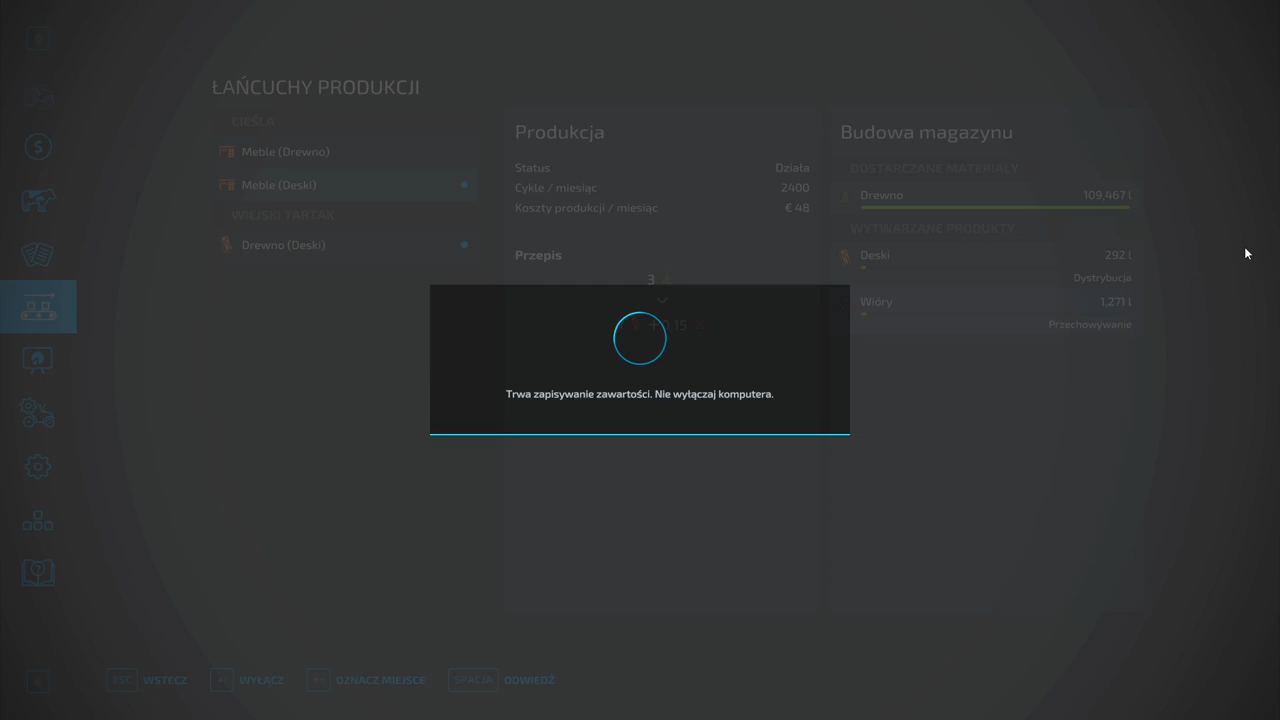 ŁAŃCUCHY PRODUKCJI
CIEŚLA
Meble (Drewno)
Meble (Deski)
WIEJSKI TARTAK
Drewno (Deski)
Produkcja
Status Działa
Cykle / miesiąc 2400
Koszty produkcji / miesiąc € 48
Przepis
3
+ 0.15
Budowa magazynu
DOSTARCZANE MATERIAŁY
Drewno 109,467 l
WYTWARZANE PRODUKTY
Deski 292 l
Dystrybucja
Wióry 1,271 l
Przechowywanie
Trwa zapisywanie zawartości. Nie wyłączaj komputera.
ESC WSTECZ
WYŁĄCZ
OZNACZ MIEJSCE
SPACJA ODWIEDŹ